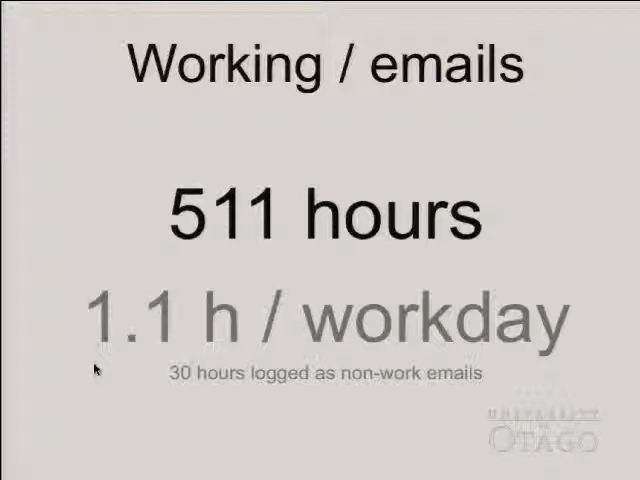 Working / emails
511 hours
1.1 h / workday
30 hours logged as non-work emails
UNIVERSITY
OTAGO